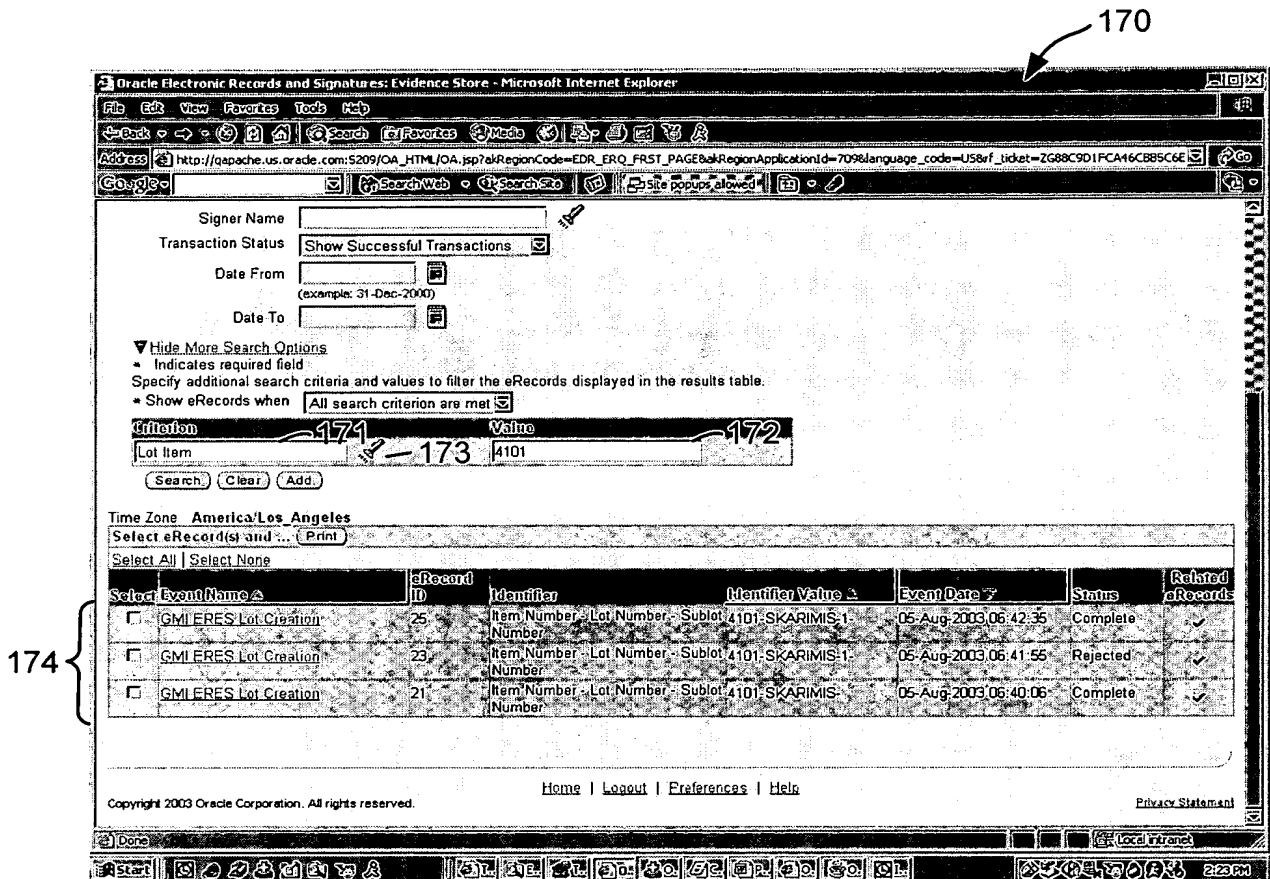 170
Oracle Electronic Records and Signatures: Evidence Store - Microsoft Internet Explorer
File Edit View Favorites Tools Help
Back Search Favorites Media
Address http://qapache.us.oracle.com:5209/OA_HTML/OA.jsp?akRegionCode=EDR_ERQ_FRST_PAGE&akRegionApplicationId=709&language_code=US&rf_ticket=ZG88C9D1FCA46CBB5C6E Go
Google Search Web Search Site Site popups allowed
Signer Name
Transaction Status Show Successful Transactions
Date From
(example: 31-Dec-2000)
Date To
Hide More Search Options
* Indicates required field
Specify additional search criteria and values to filter the eRecords displayed in the results table.
* Show eRecords when All search criterion are met
Criterion 171 Value 172
Lot Item 173 4101
Search Clear Add
Time Zone America/Los_Angeles
Select eRecord(s) and ... Print
Select All | Select None
Select Event Name eRecord ID Identifier Identifier Value Event Date Status Related eRecords
174
GMI ERES Lot Creation 25 Item Number - Lot Number - Sublot Number 4101-SKARIMIS-1- 05-Aug-2003 06:42:35 Complete
GMI ERES Lot Creation 23 Item Number - Lot Number - Sublot Number 4101-SKARIMIS-1- 05-Aug-2003 06:41:55 Rejected
GMI ERES Lot Creation 21 Item Number - Lot Number - Sublot Number 4101-SKARIMIS- 05-Aug-2003 06:40:06 Complete
Home | Logout | Preferences | Help
Copyright 2003 Oracle Corporation. All rights reserved. Privacy Statement
Done Local intranet
Start 2:23 PM